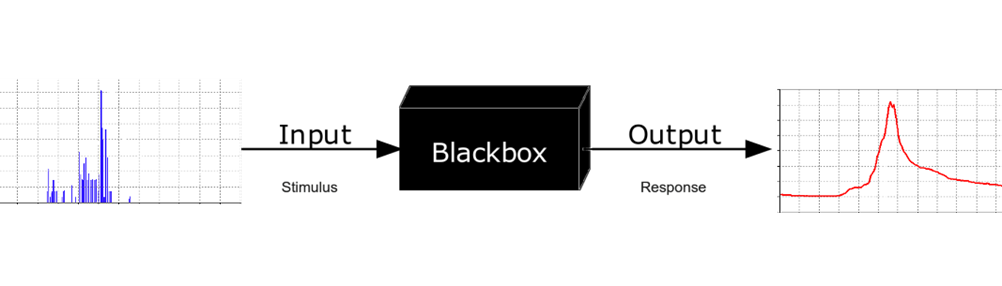 Input
Stimulus
Blackbox
Output
Response